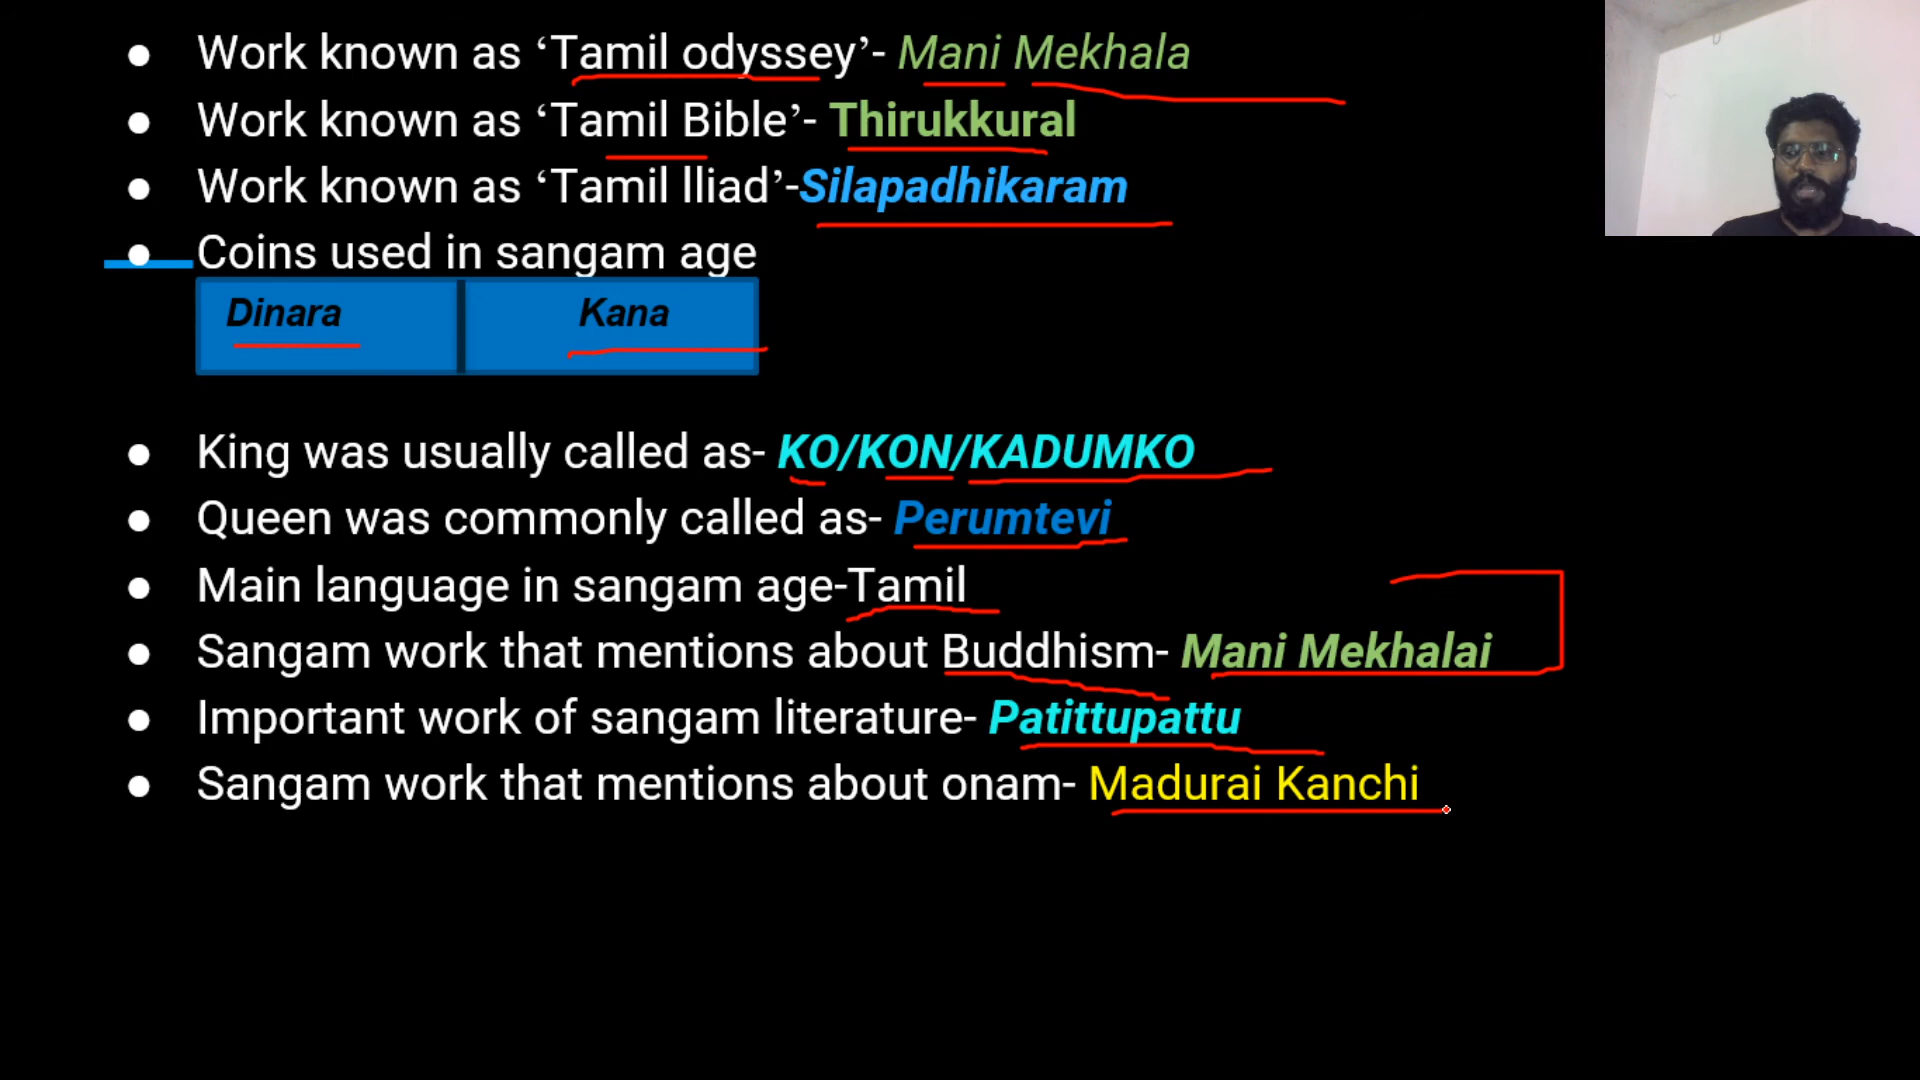 ● Work known as ‘Tamil odyssey’- Mani Mekhala
● Work known as ‘Tamil Bible’- Thirukkural
● Work known as ‘Tamil lliad’-Silapadhikaram
● Coins used in sangam age
Dinara Kana
● King was usually called as- KO/KON/KADUMKO
● Queen was commonly called as- Perumtevi
● Main language in sangam age-Tamil
● Sangam work that mentions about Buddhism- Mani Mekhalai
● Important work of sangam literature- Patittupattu
● Sangam work that mentions about onam- Madurai Kanchi